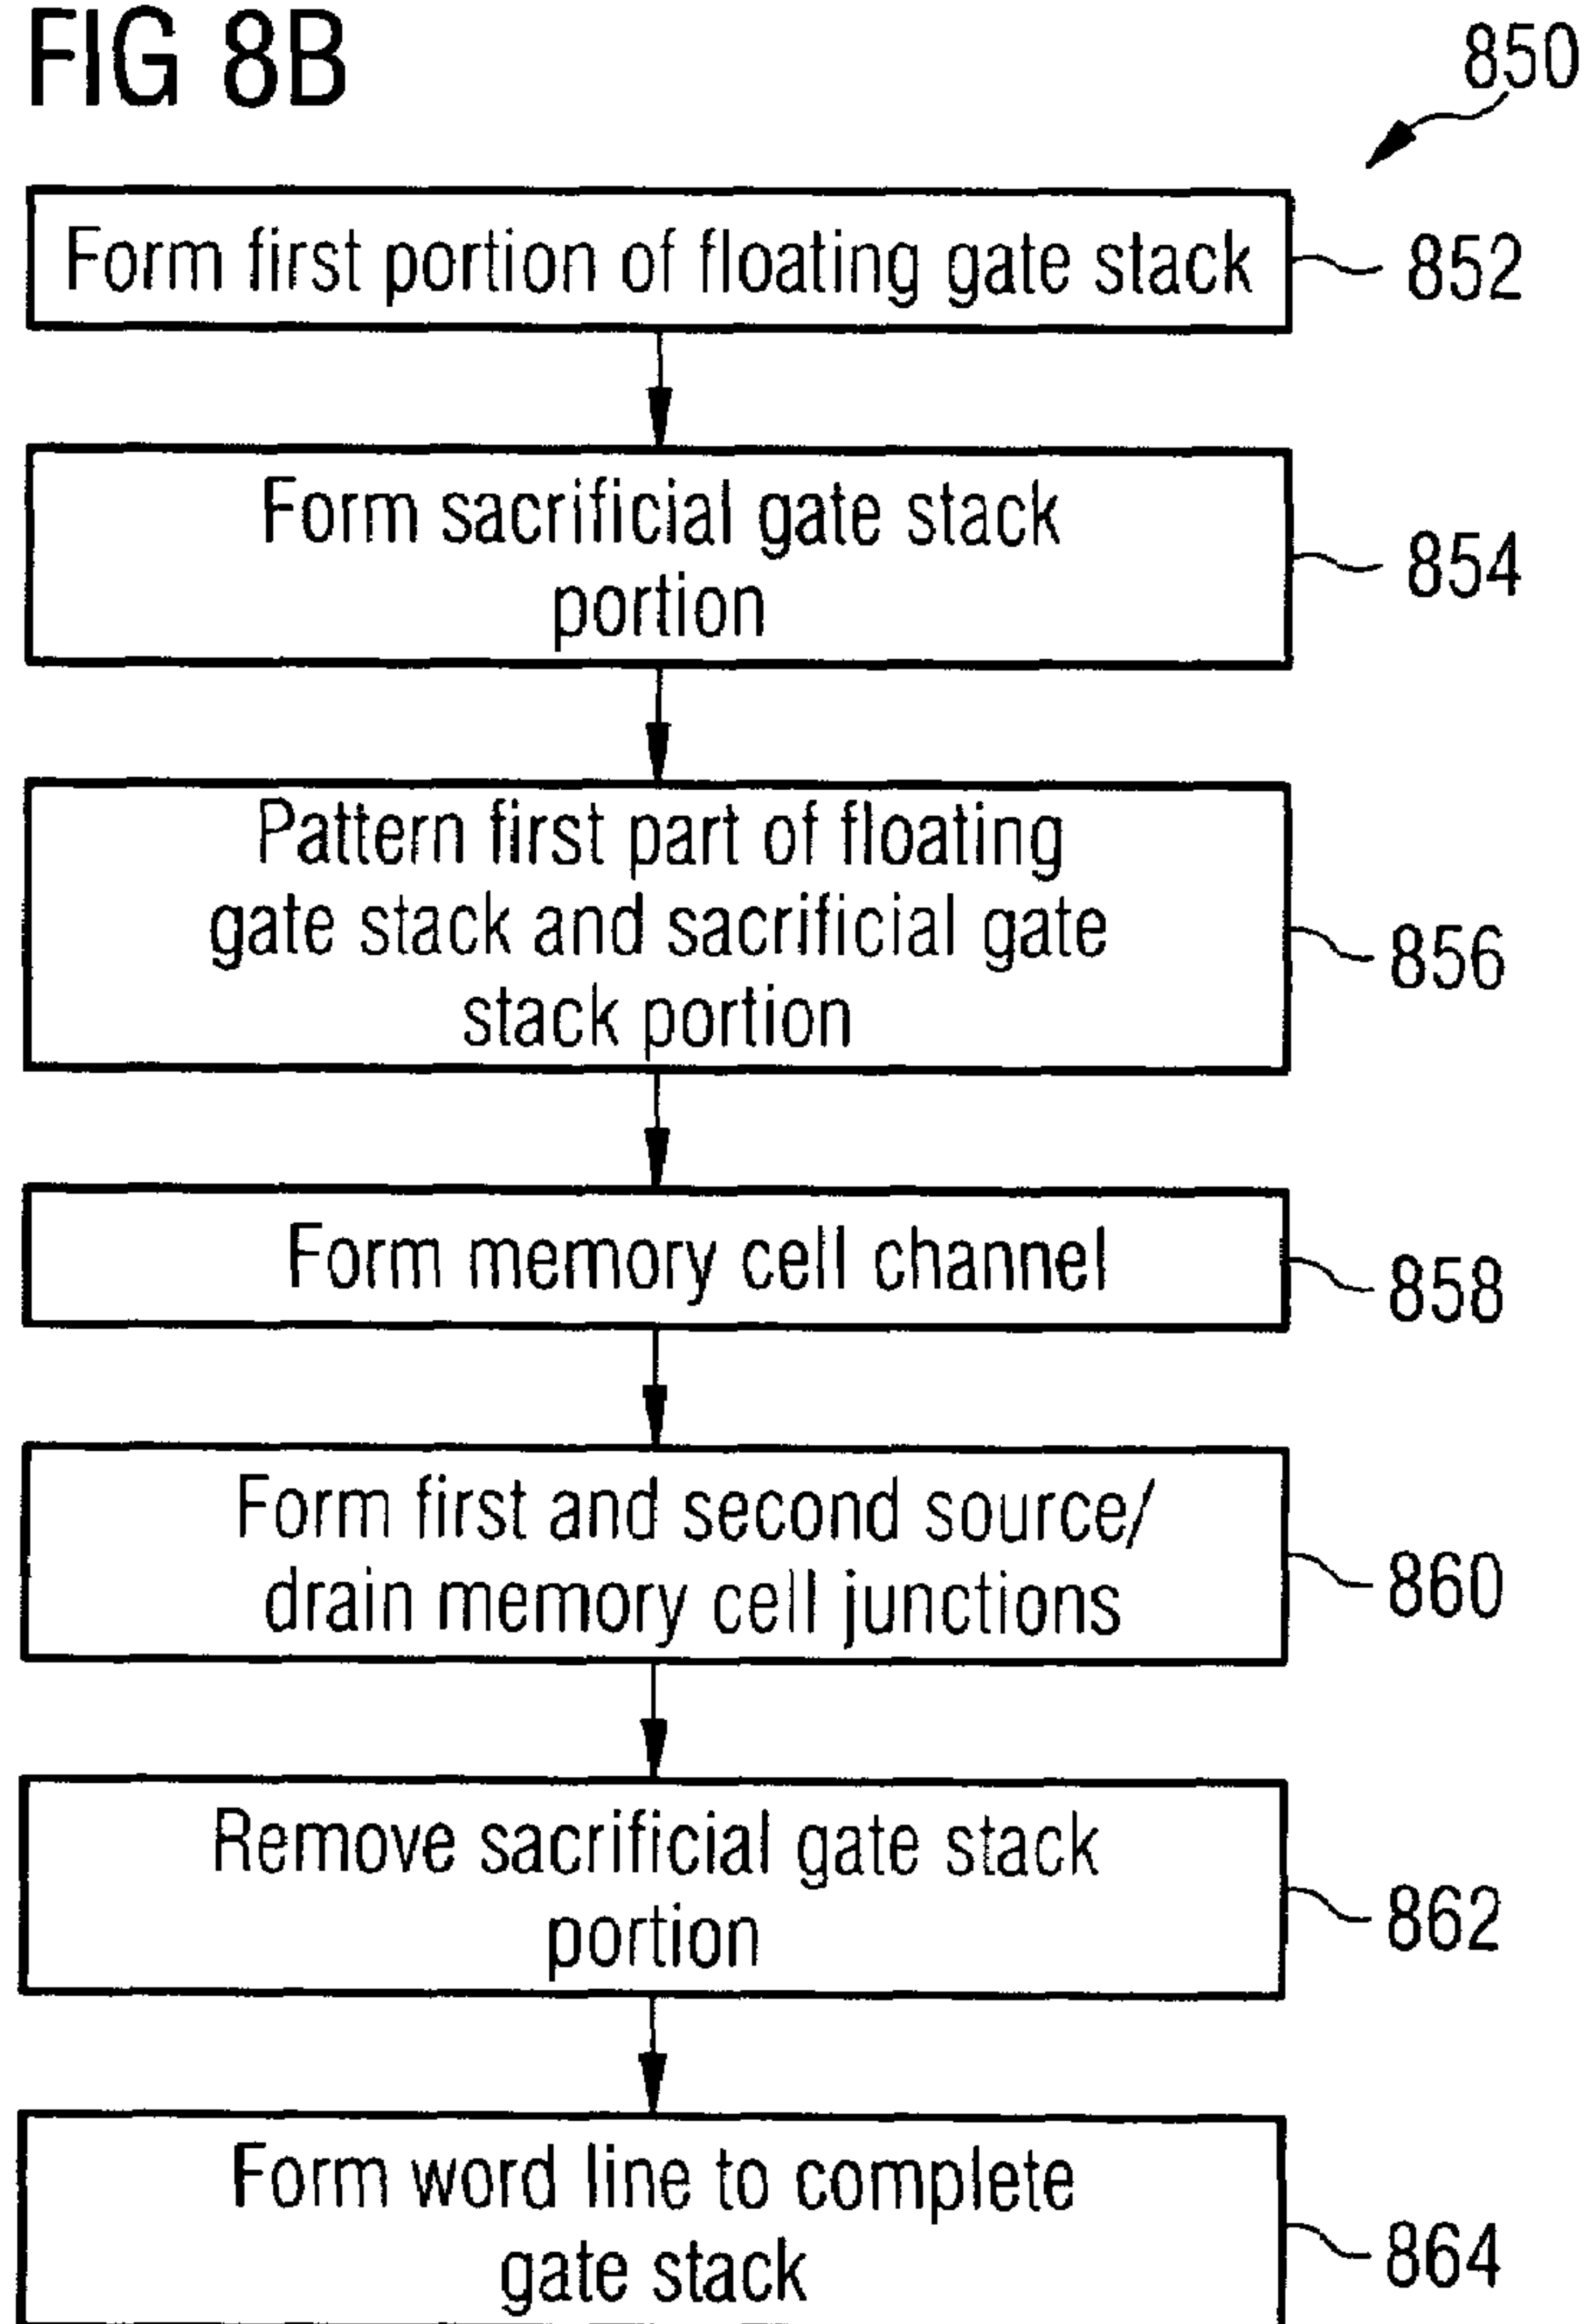 FIG 8B
850
Form first portion of floating gate stack
852
Form sacrificial gate stack
portion
854
Pattern first part of floating
gate stack and sacrificial gate
stack portion
856
Form memory cell channel
858
Form first and second source/
drain memory cell junctions
860
Remove sacrificial gate stack
portion
862
Form word line to complete
gate stack
864